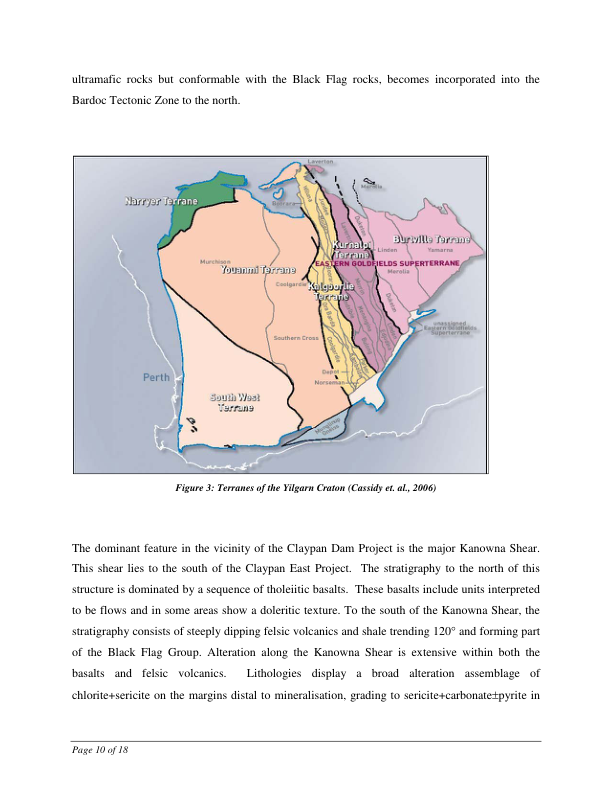 ultramafic rocks but conformable with the Black Flag rocks, becomes incorporated into the
Bardoc Tectonic Zone to the north.
Laverton
Narryer Terrane
Burtville Terrane
Kurnalpi
Terrane
Linden
Yamarna
EASTERN GOLDFIELDS SUPERTERRANE
Murchison
Youanmi Terrane
Merolia
Coolgardie
Kalgoorlie
Terrane
unassigned
Eastern Goldfields
Superterrane
Southern Cross
Perth
Norseman
South West
Terrane
Figure 3: Terranes of the Yilgarn Craton (Cassidy et. al., 2006)
The dominant feature in the vicinity of the Claypan Dam Project is the major Kanowna Shear.
This shear lies to the south of the Claypan East Project.  The stratigraphy to the north of this
structure is dominated by a sequence of tholeiitic basalts.  These basalts include units interpreted
to be flows and in some areas show a doleritic texture. To the south of the Kanowna Shear, the
stratigraphy consists of steeply dipping felsic volcanics and shale trending 120° and forming part
of the Black Flag Group. Alteration along the Kanowna Shear is extensive within both the
basalts and felsic volcanics.  Lithologies display a broad alteration assemblage of
chlorite+sericite on the margins distal to mineralisation, grading to sericite+carbonate±pyrite in
Page 10 of 18